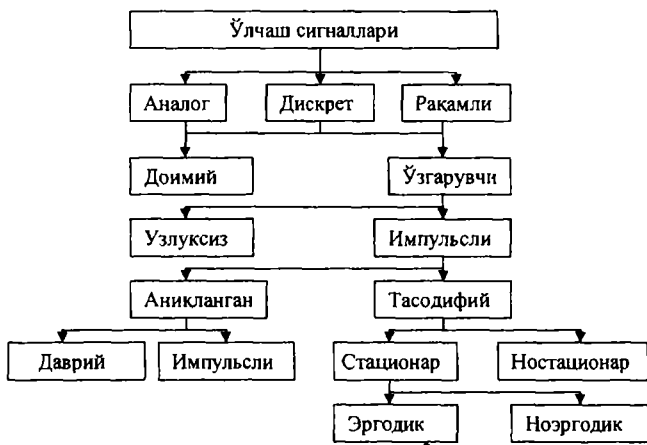 Ўлчаш сигналлари
Аналог
Дискрет
Рақамли
Доимий
Ўзгарувчи
Узлуксиз
Импульсли
Аниқланган
Тасодифий
Даврий
Импульсли
Стационар
Ностационар
Эргодик
Ноэргодик